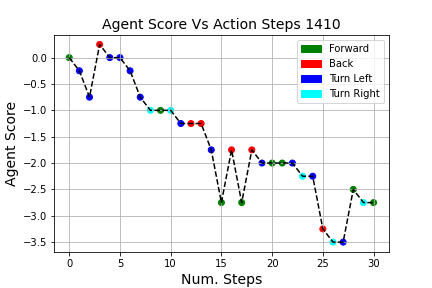 Agent Score Vs Action Steps 1410
Forward
Back
Turn Left
Turn Right
Agent Score
0.0
−0.5
−1.0
−1.5
−2.0
−2.5
−3.0
−3.5
0 5 10 15 20 25 30
Num. Steps